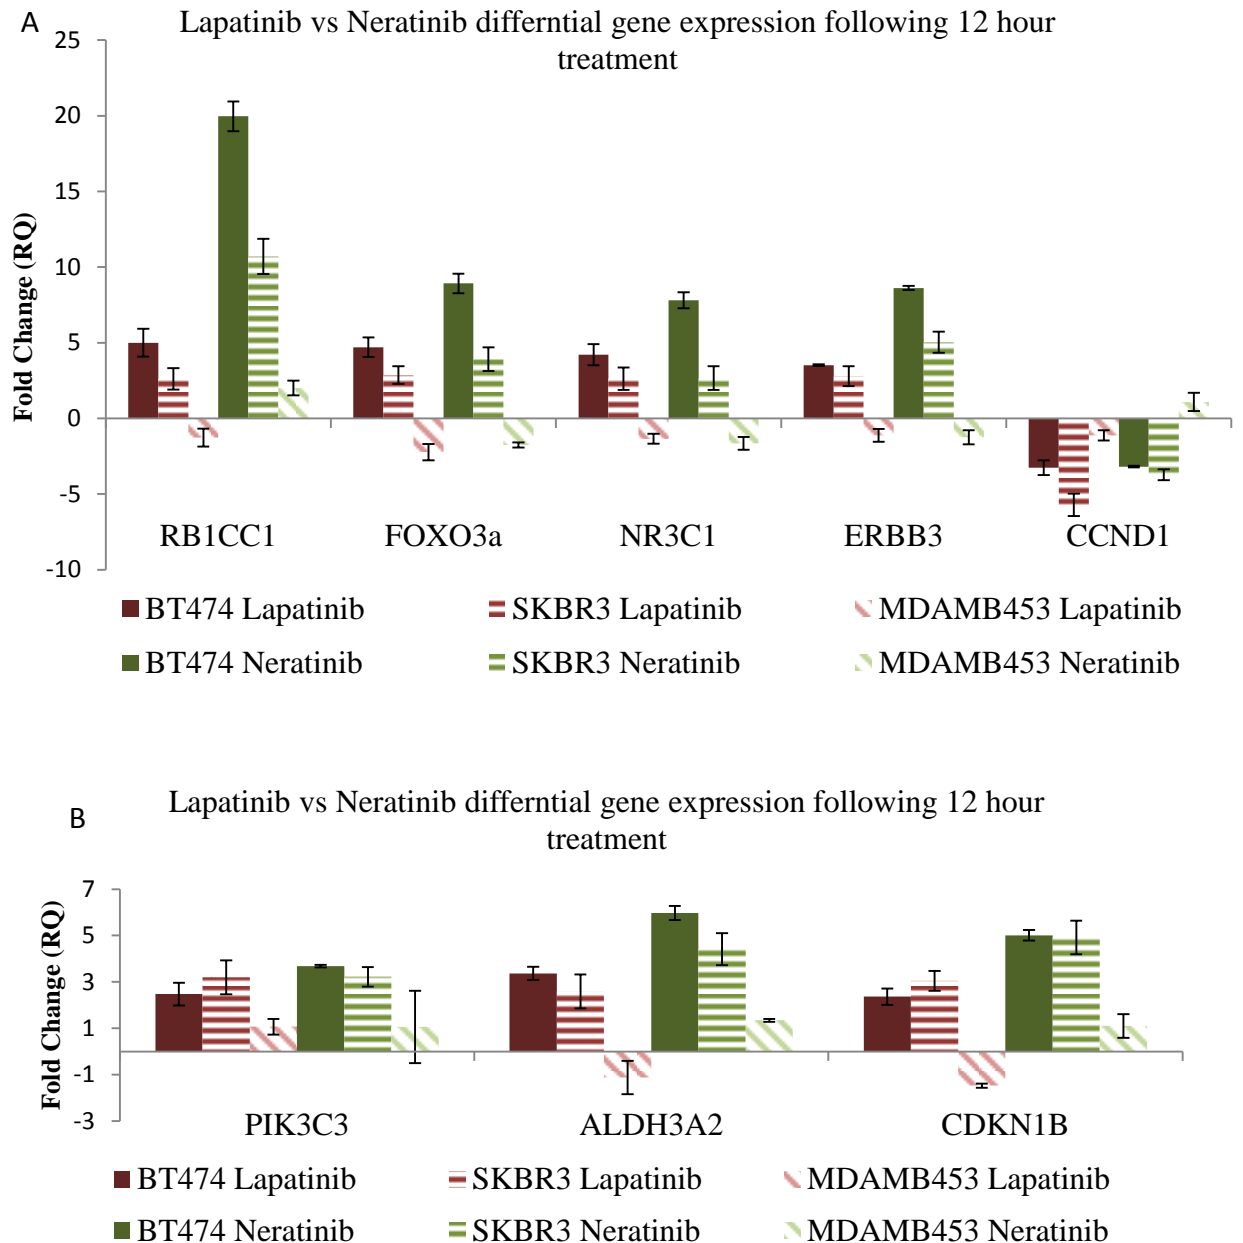 A
Lapatinib vs Neratinib differntial gene expression following 12 hour
treatment
Fold Change (RQ)
25
20
15
10
5
0
-5
-10
RB1CC1 FOXO3a NR3C1 ERBB3 CCND1
BT474 Lapatinib SKBR3 Lapatinib MDAMB453 Lapatinib
BT474 Neratinib SKBR3 Neratinib MDAMB453 Neratinib
B
Lapatinib vs Neratinib differntial gene expression following 12 hour
treatment
Fold Change (RQ)
7
5
3
1
-1
-3
PIK3C3 ALDH3A2 CDKN1B
BT474 Lapatinib SKBR3 Lapatinib MDAMB453 Lapatinib
BT474 Neratinib SKBR3 Neratinib MDAMB453 Neratinib